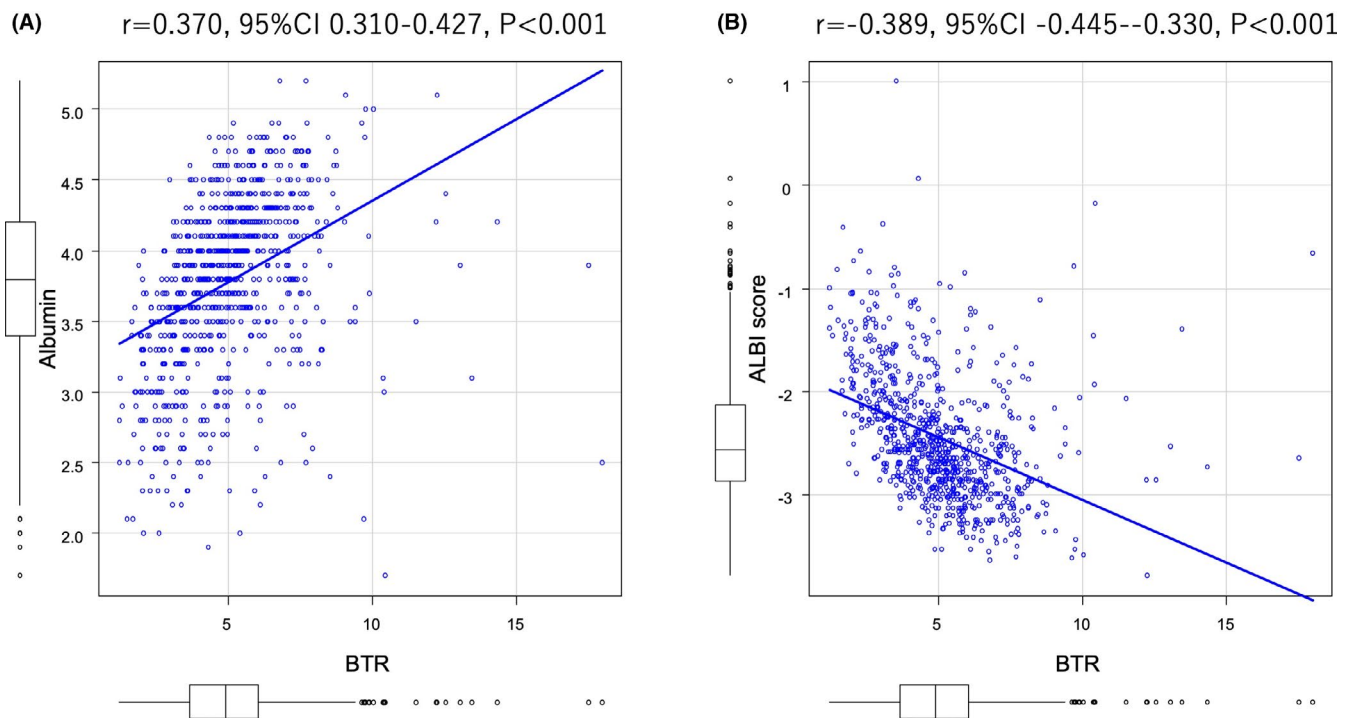 (A) r=0.370, 95%CI 0.310-0.427, P<0.001
5.0
4.5
4.0
3.5
3.0
2.5
2.0
Albumin
5 10 15
BTR
(B) r=-0.389, 95%CI -0.445--0.330, P<0.001
1
0
-1
-2
-3
ALBI score
5 10 15
BTR